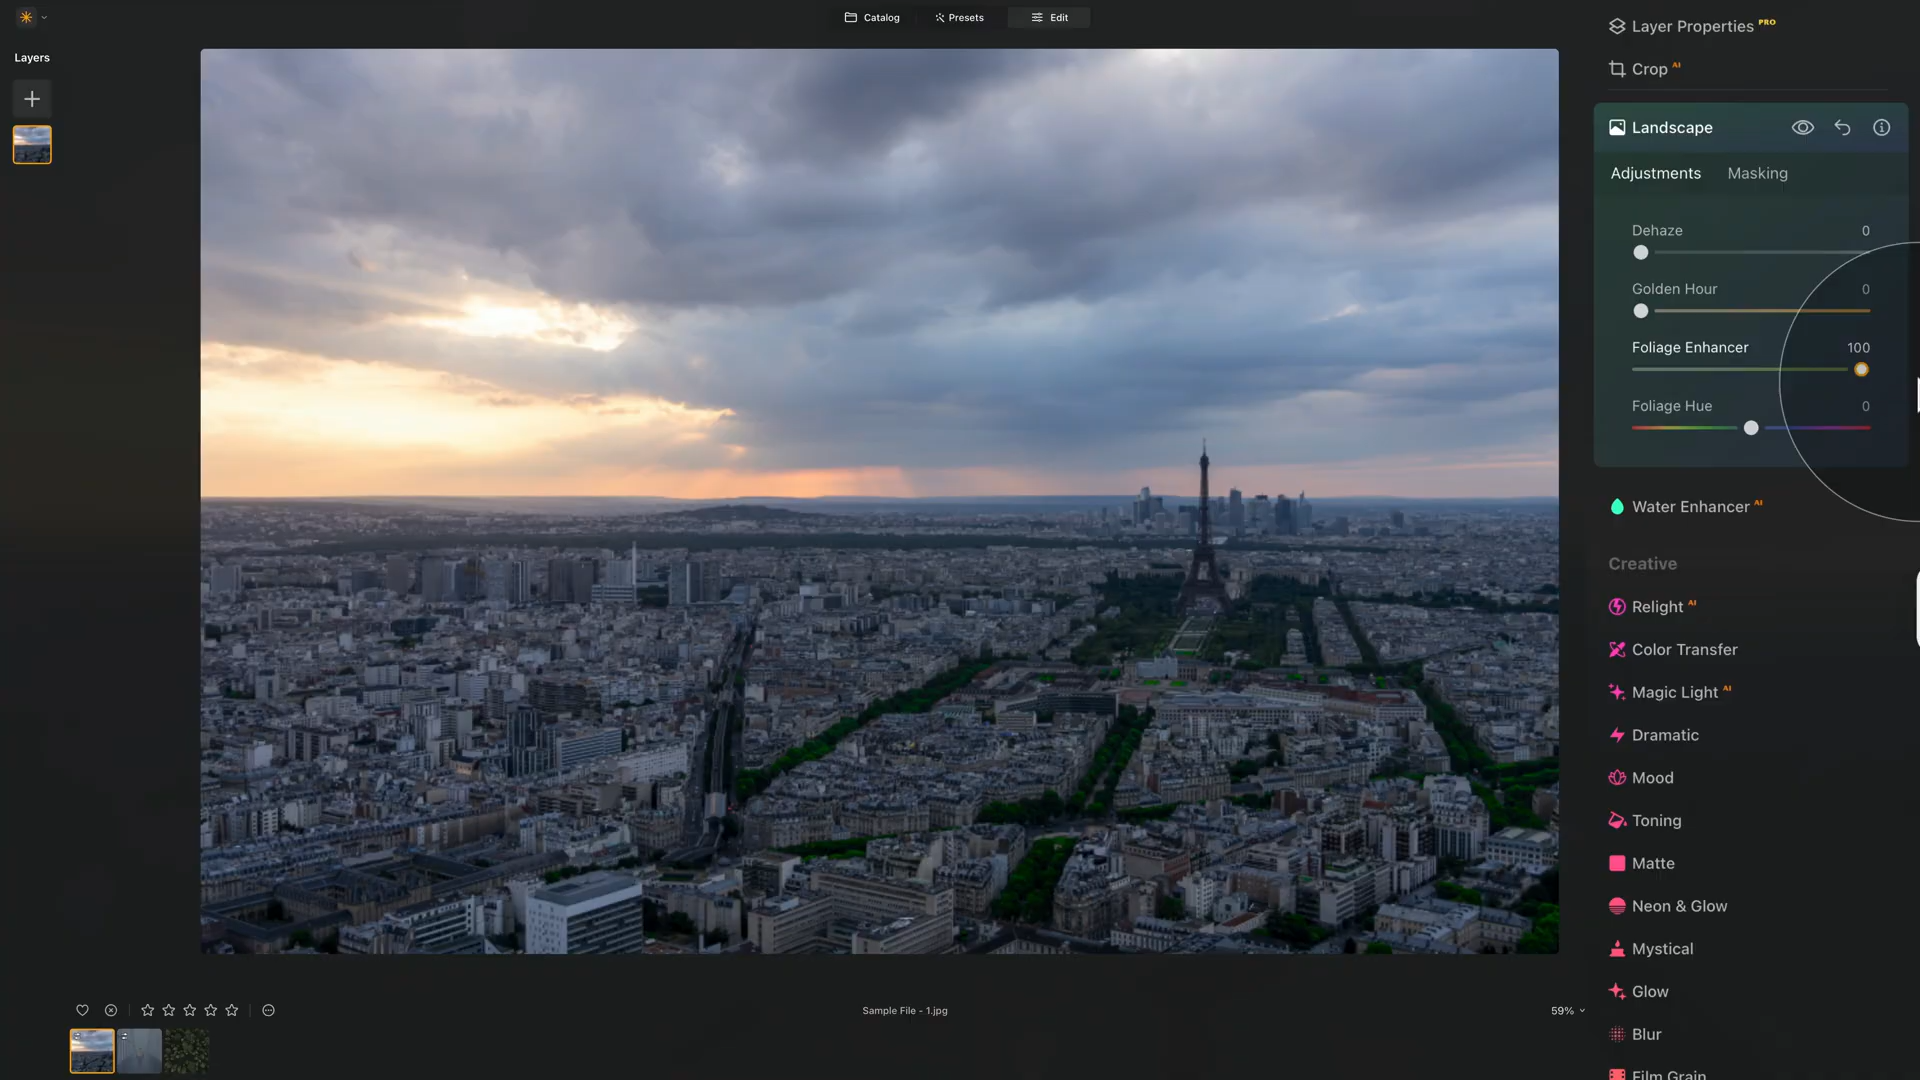 Catalog
Presets
Edit
Layers
Layer Properties PRO
Crop AI
Landscape
Adjustments
Masking
Dehaze 0
Golden Hour 0
Foliage Enhancer 100
Foliage Hue 0
Water Enhancer AI
Creative
Relight AI
Color Transfer
Magic Light AI
Dramatic
Mood
Toning
Matte
Neon & Glow
Mystical
Glow
Blur
Film Grain
Sample File - 1.jpg
59%